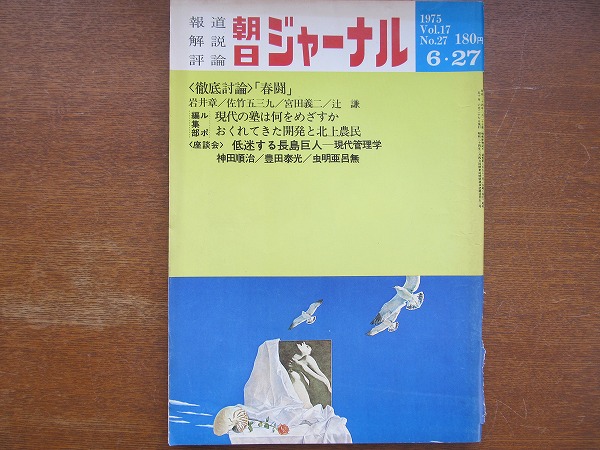 報道
解説
評論
朝日ジャーナル
1975
Vol.17
No.27
180円
6・27
〈徹底討論〉「春闘」
岩井章／佐竹五三九／宮田義二／辻 謙
編集部ルポ
現代の塾は何をめざすか
おくれてきた開発と北上農民
〈座談会〉 低迷する長島巨人―現代管理学
神田順治／豊田泰光／虫明亜呂無